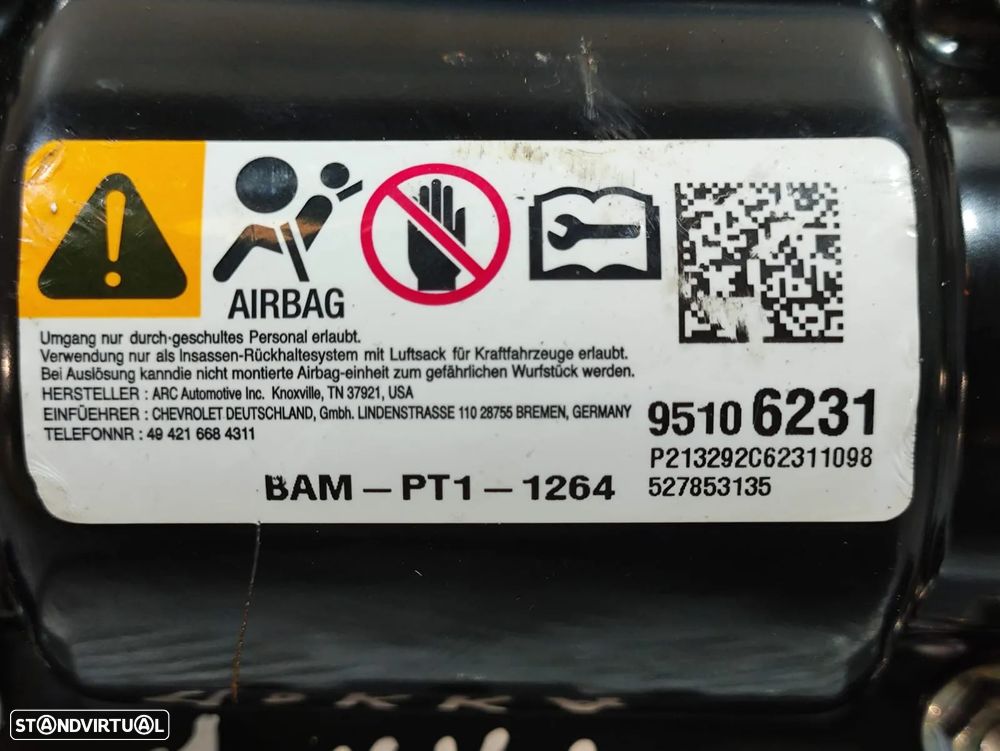 AIRBAG
Umgang nur durch-geschultes Personal erlaubt.
Verwendung nur als Insassen-Rückhaltesystem mit Luftsack für Kraftfahrzeuge erlaubt.
Bei Auslösung kanndie nicht montierte Airbag-einheit zum gefährlichen Wurfstück werden.
HERSTELLER : ARC Automotive Inc. Knoxville, TN 37921, USA
EINFÜEHRER : CHEVROLET DEUTSCHLAND, Gmbh. LINDENSTRASSE 110 28755 BREMEN, GERMANY
TELEFONNR : 49 421 668 4311
9510 6231
P213292C62311098
527853135
BAM – PT1 – 1264
STANDVIRTUAL